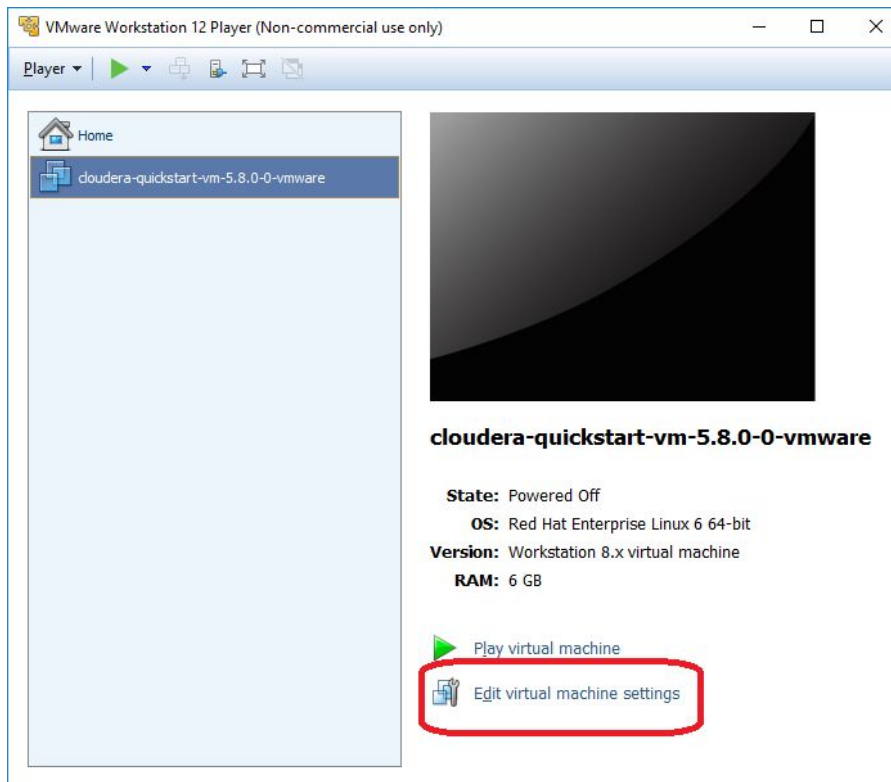 VMware Workstation 12 Player (Non-commercial use only)
Player
Home
cloudera-quickstart-vm-5.8.0-0-vmware
cloudera-quickstart-vm-5.8.0-0-vmware
State: Powered Off
OS: Red Hat Enterprise Linux 6 64-bit
Version: Workstation 8.x virtual machine
RAM: 6 GB
Play virtual machine
Edit virtual machine settings